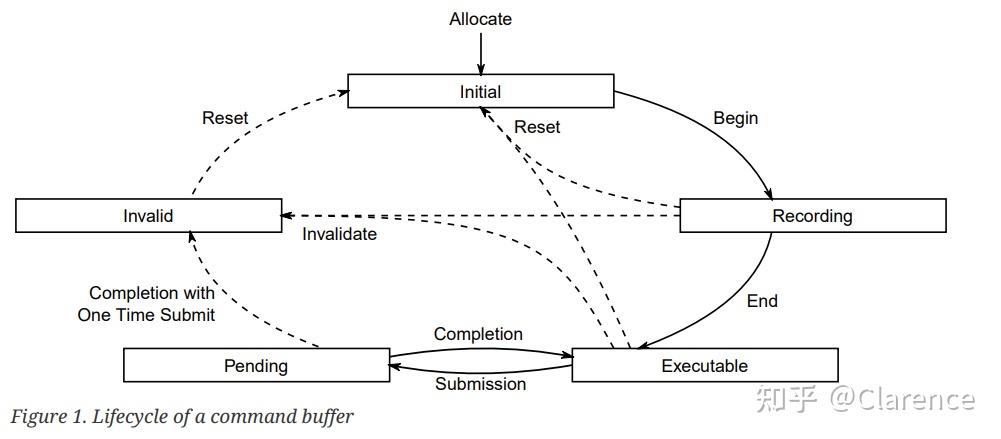 Allocate
Initial
Reset
Reset
Begin
Invalid
Recording
Invalidate
Completion with
One Time Submit
End
Completion
Pending
Executable
Submission
知乎 @Clarence
Figure 1. Lifecycle of a command buffer